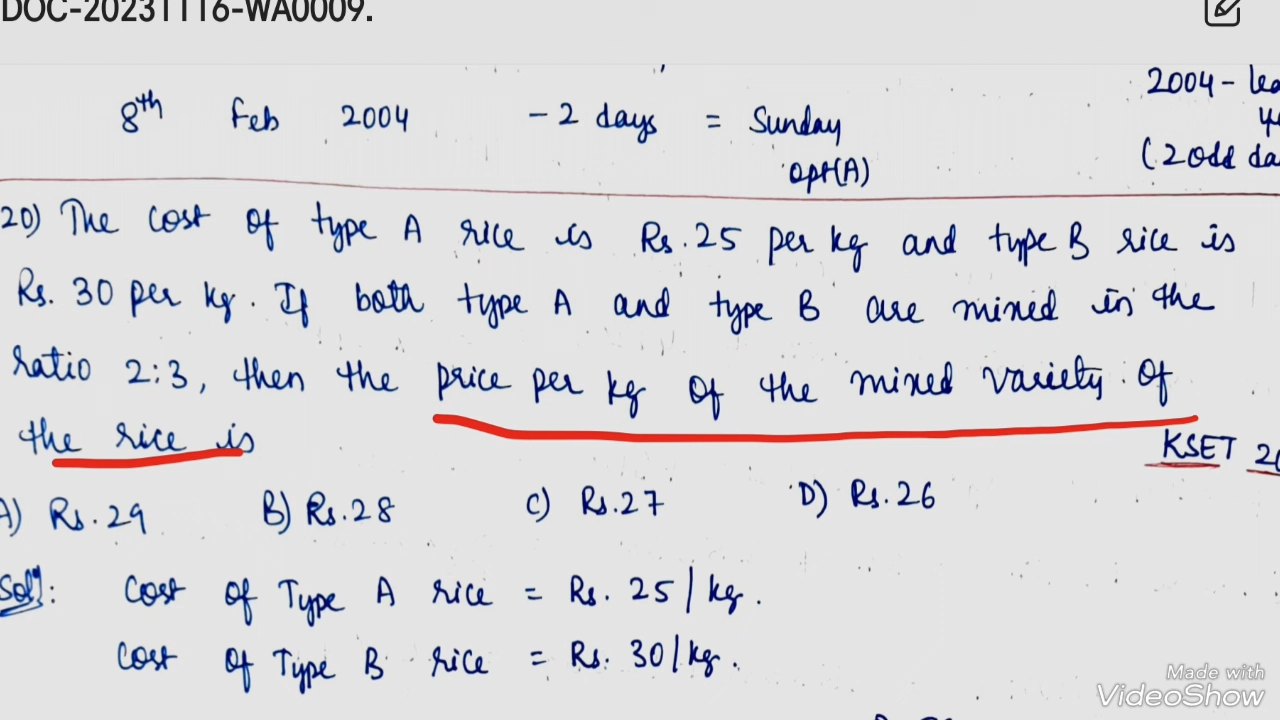 DOC-20231116-WA0009.
2004 - lea
8th Feb 2004 - 2 days = Sunday
opt(A)
(2 odd da
20) The cost of type A rice is Rs. 25 per kg and type B rice is
Rs. 30 per kg. If both type A and type B are mixed in the
ratio 2:3, then the price per kg of the mixed variety of
the rice is
KSET 20
A) Rs. 29 B) Rs. 28 C) Rs. 27 D) Rs. 26
Solⁿ: Cost of Type A rice = Rs. 25/kg.
Cost of Type B rice = Rs. 30/kg.
Made with
VideoShow